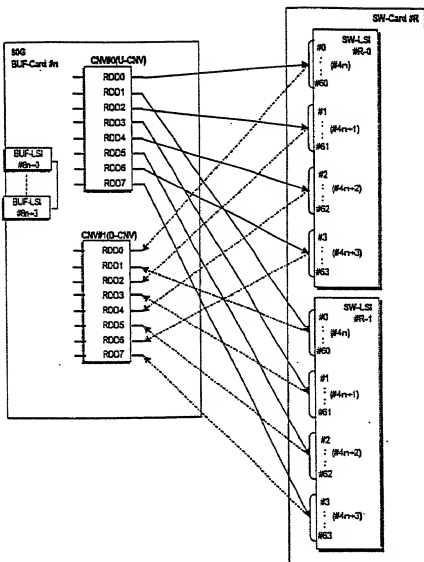 80G
BUF-Card #n
CNV#0(U-CNV)
RDD0
RDD1
RDD2
RDD3
RDD4
RDD5
RDD6
RDD7
BUF-LSI
#8n+0
BUF-LSI
#8n+3
CNV#1(D-CNV)
RDD0
RDD1
RDD2
RDD3
RDD4
RDD5
RDD6
RDD7
SW-Card #R
SW-LSI
#R-0
#0
(#4n)
#60
#1
(#4n+1)
#61
#2
(#4n+2)
#62
#3
(#4n+3)
#63
SW-LSI
#R-1
#0
(#4n)
#60
#1
(#4n+1)
#61
#2
(#4n+2)
#62
#3
(#4n+3)
#63